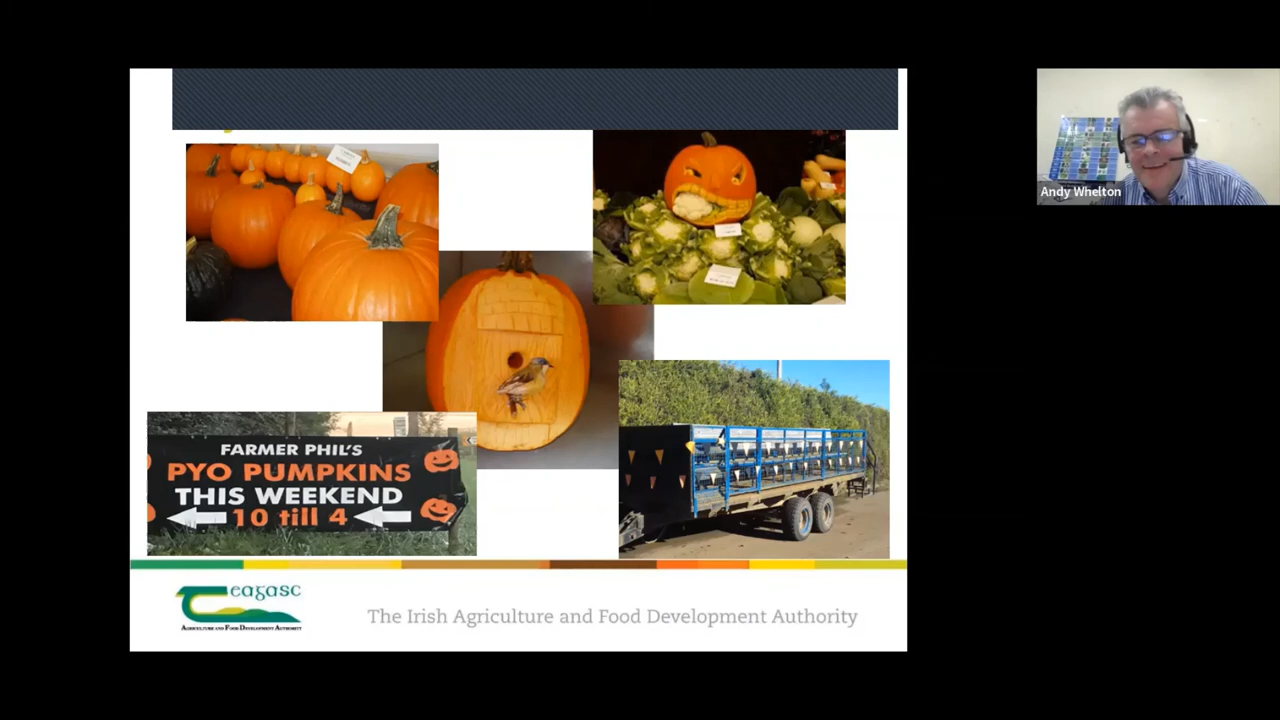 Andy Whelton
FARMER PHIL'S
PYO PUMPKINS
THIS WEEKEND
10 till 4
Teagasc
AGRICULTURE AND FOOD DEVELOPMENT AUTHORITY
The Irish Agriculture and Food Development Authority